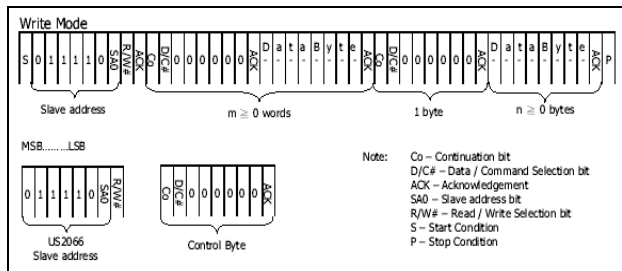 Write Mode
S 0 1 1 1 1 0 SA0 R/W# ACK Co D/C# 0 0 0 0 0 0 ACK D a t a B y t e ACK Co D/C# 0 0 0 0 0 0 ACK D a t a B y t e ACK P
Slave address
m ≧ 0 words
1 byte
n ≧ 0 bytes
MSB.........LSB
0 1 1 1 1 0 SA0 R/W#
US2066
Slave address
Co D/C# 0 0 0 0 0 0 ACK
Control Byte
Note:
Co – Continuation bit
D/C# – Data / Command Selection bit
ACK – Acknowledgement
SA0 – Slave address bit
R/W# – Read / Write Selection bit
S – Start Condition
P – Stop Condition